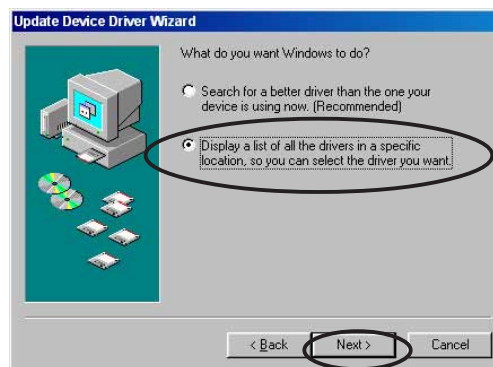 Update Device Driver Wizard
What do you want Windows to do?
Search for a better driver than the one your
device is using now. (Recommended)
Display a list of all the drivers in a specific
location, so you can select the driver you want.
< Back
Next >
Cancel